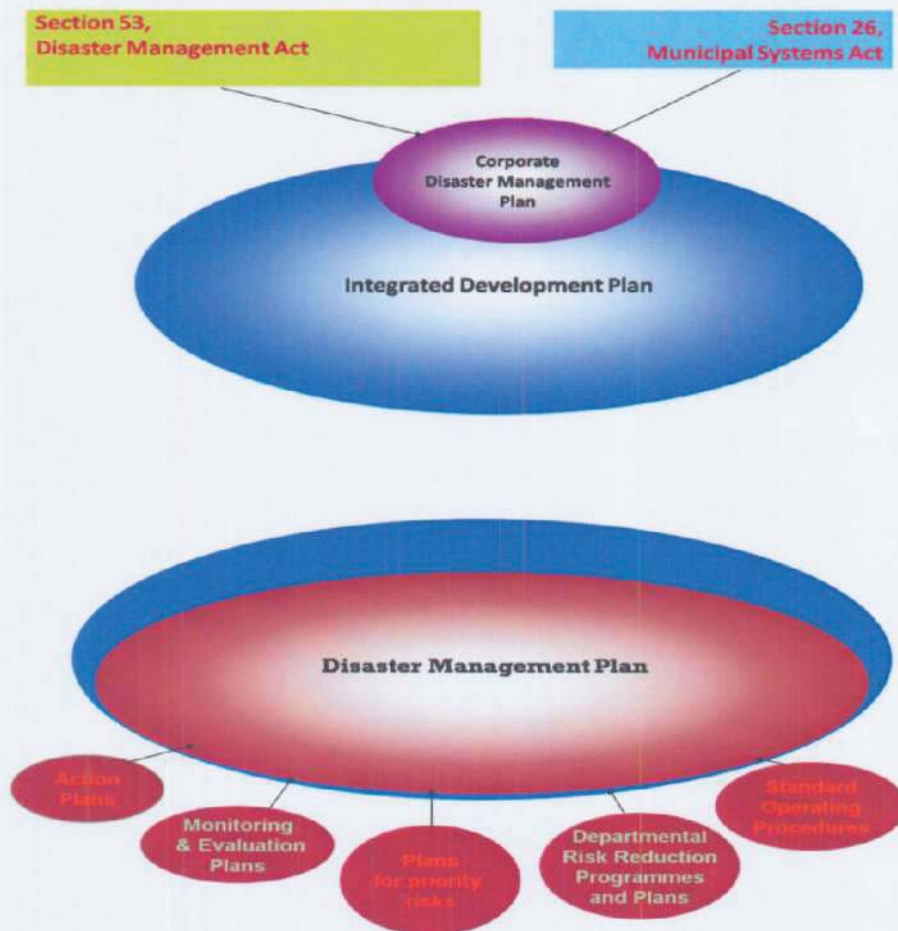 Section 53,
Disaster Management Act
Section 26,
Municipal Systems Act
Corporate
Disaster Management
Plan
Integrated Development Plan
Disaster Management Plan
Action
Plans
Monitoring
& Evaluation
Plans
Plans
for priority
risks
Departmental
Risk Reduction
Programmes
and Plans
Standard
Operating
Procedures